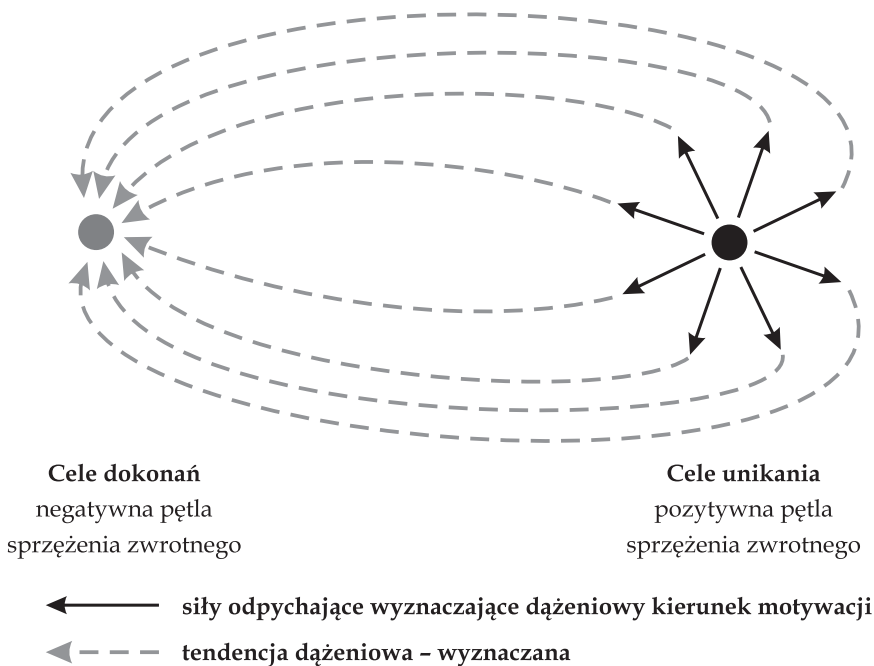 Cele dokonań
negatywna pętla
sprzężenia zwrotnego
Cele unikania
pozytywna pętla
sprzężenia zwrotnego
siły odpychające wyznaczające dążeniowy kierunek motywacji
tendencja dążeniowa – wyznaczana